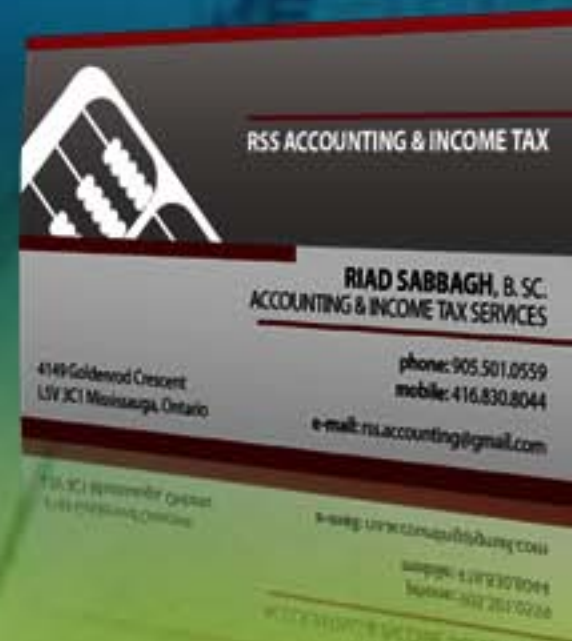 RSS ACCOUNTING & INCOME TAX
RIAD SABBAGH, B. SC.
ACCOUNTING & INCOME TAX SERVICES
phone: 905.501.0559
mobile: 416.830.8044
e-mail: rss.accounting@gmail.com
4149 Goldenrod Crescent
L5V 3C1 Mississauga, Ontario